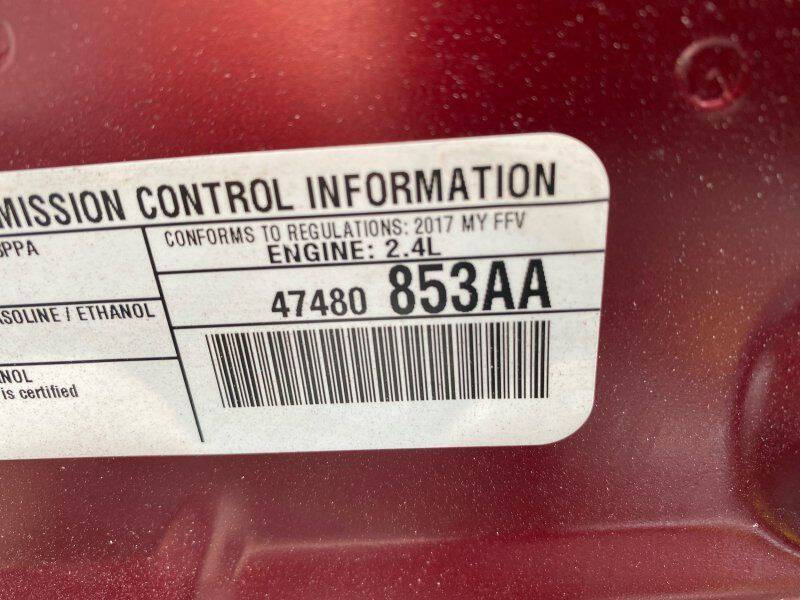 MISSION CONTROL INFORMATION
CONFORMS TO REGULATIONS: 2017 MY FFV
ENGINE: 2.4L
47480 853AA
PPA
SOLINE / ETHANOL
NOL
is certified